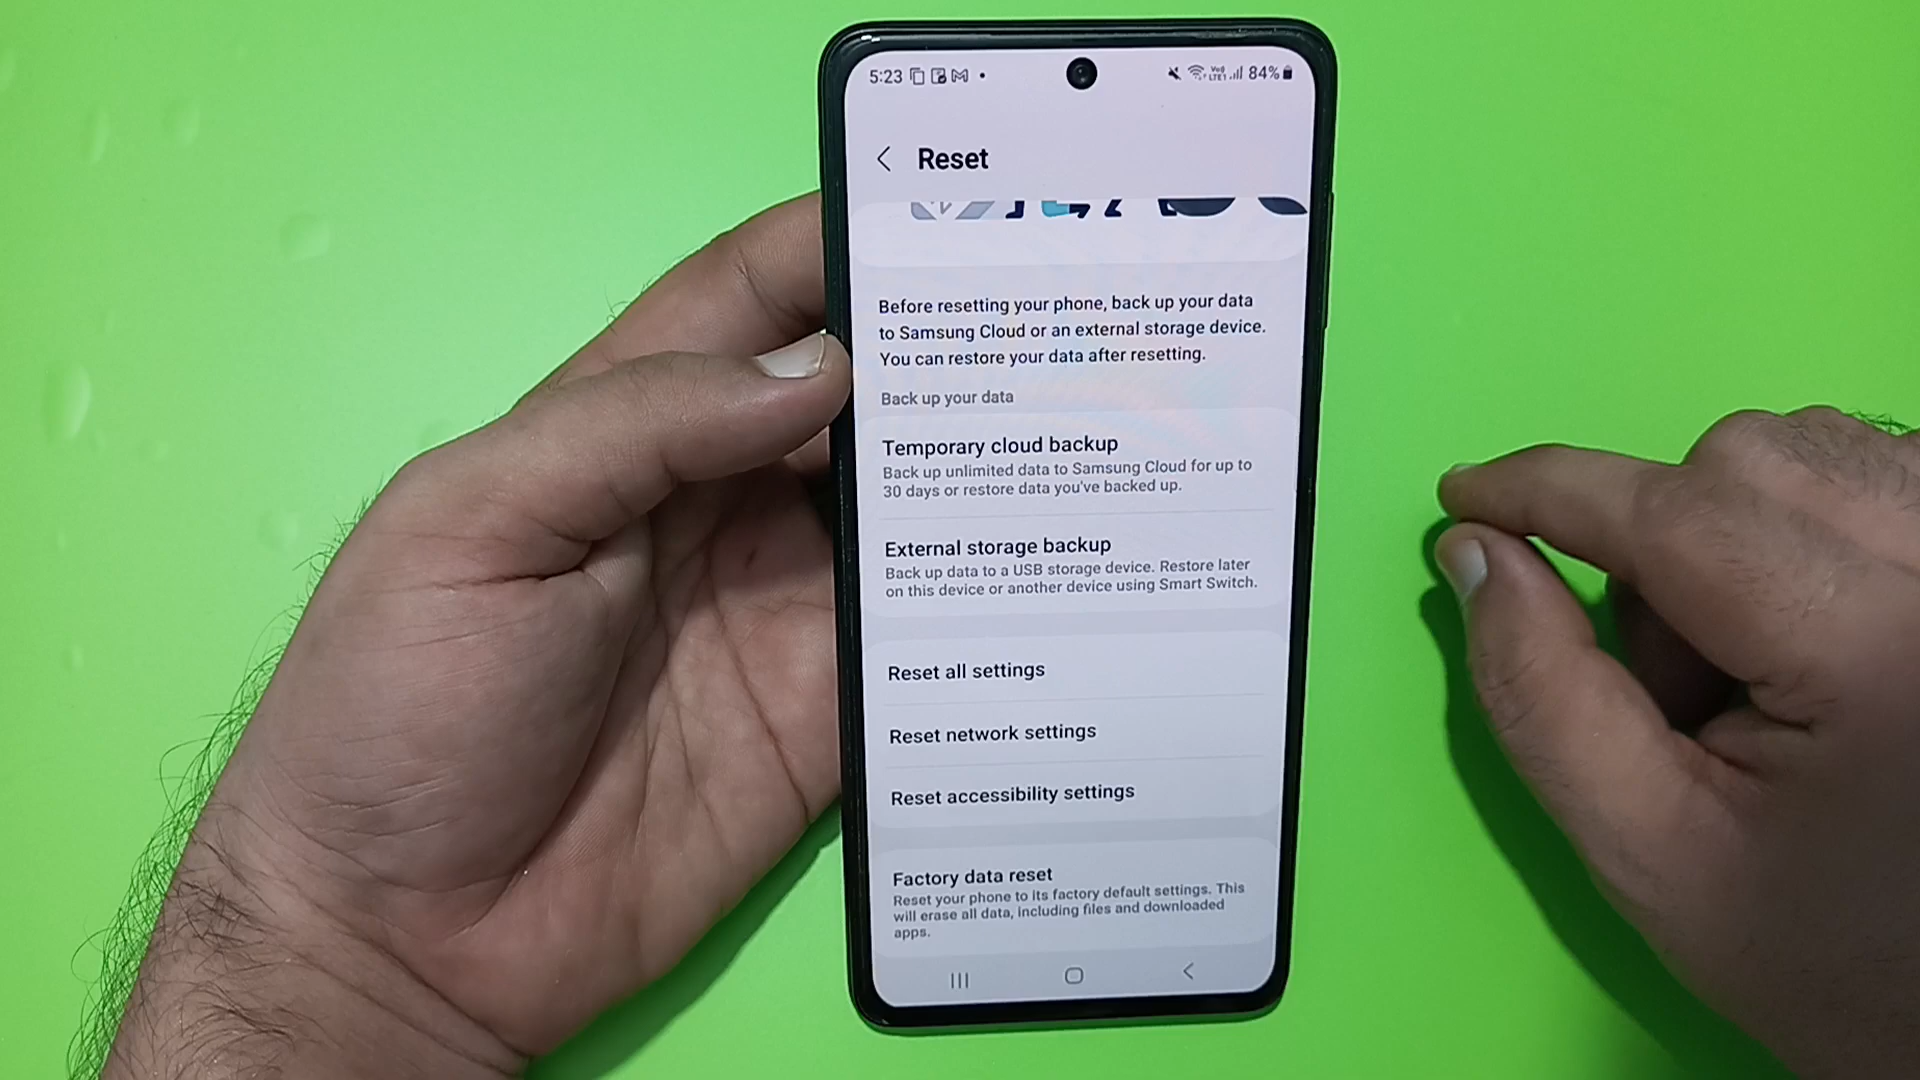 5:23
Vo)) LTE1 84%
Reset
Before resetting your phone, back up your data
to Samsung Cloud or an external storage device.
You can restore your data after resetting.
Back up your data
Temporary cloud backup
Back up unlimited data to Samsung Cloud for up to
30 days or restore data you've backed up.
External storage backup
Back up data to a USB storage device. Restore later
on this device or another device using Smart Switch.
Reset all settings
Reset network settings
Reset accessibility settings
Factory data reset
Reset your phone to its factory default settings. This
will erase all data, including files and downloaded
apps.